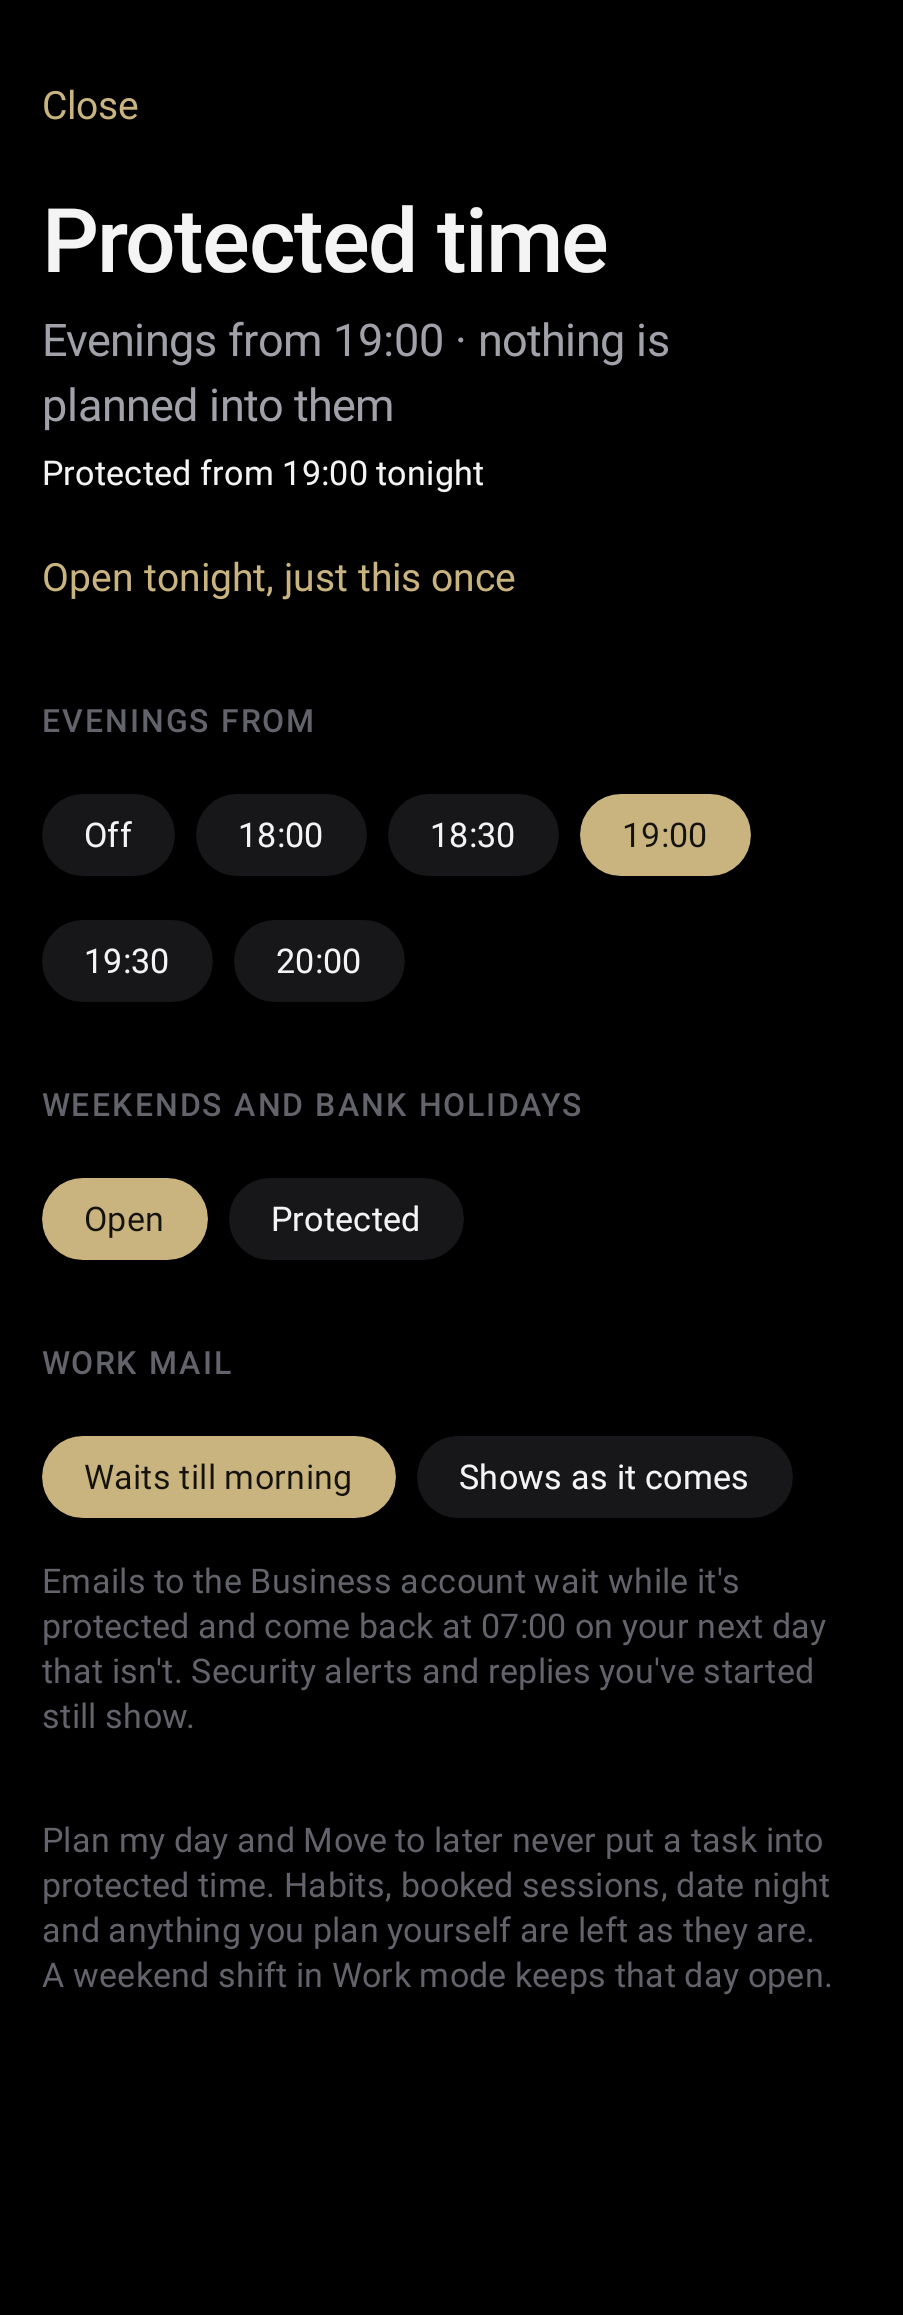 Close
Protected time
Evenings from 19:00 · nothing is
planned into them
Protected from 19:00 tonight
Open tonight, just this once
EVENINGS FROM
Off 18:00 18:30 19:00
19:30 20:00
WEEKENDS AND BANK HOLIDAYS
Open Protected
WORK MAIL
Waits till morning Shows as it comes
Emails to the Business account wait while it's
protected and come back at 07:00 on your next day
that isn't. Security alerts and replies you've started
still show.
Plan my day and Move to later never put a task into
protected time. Habits, booked sessions, date night
and anything you plan yourself are left as they are.
A weekend shift in Work mode keeps that day open.